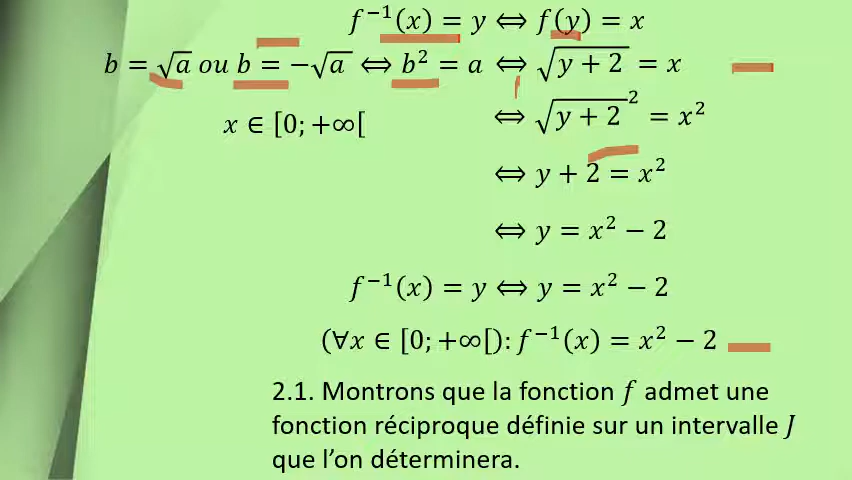 f⁻¹(x) = y ⟺ f(y) = x
b = √a ou b = −√a ⟺ b² = a ⟺ √(y + 2) = x
x ∈ [0; +∞[ ⟺ √(y + 2)² = x²
⟺ y + 2 = x²
⟺ y = x² − 2
f⁻¹(x) = y ⟺ y = x² − 2
(∀x ∈ [0; +∞[): f⁻¹(x) = x² − 2
2.1. Montrons que la fonction f admet une
fonction réciproque définie sur un intervalle J
que l’on déterminera.